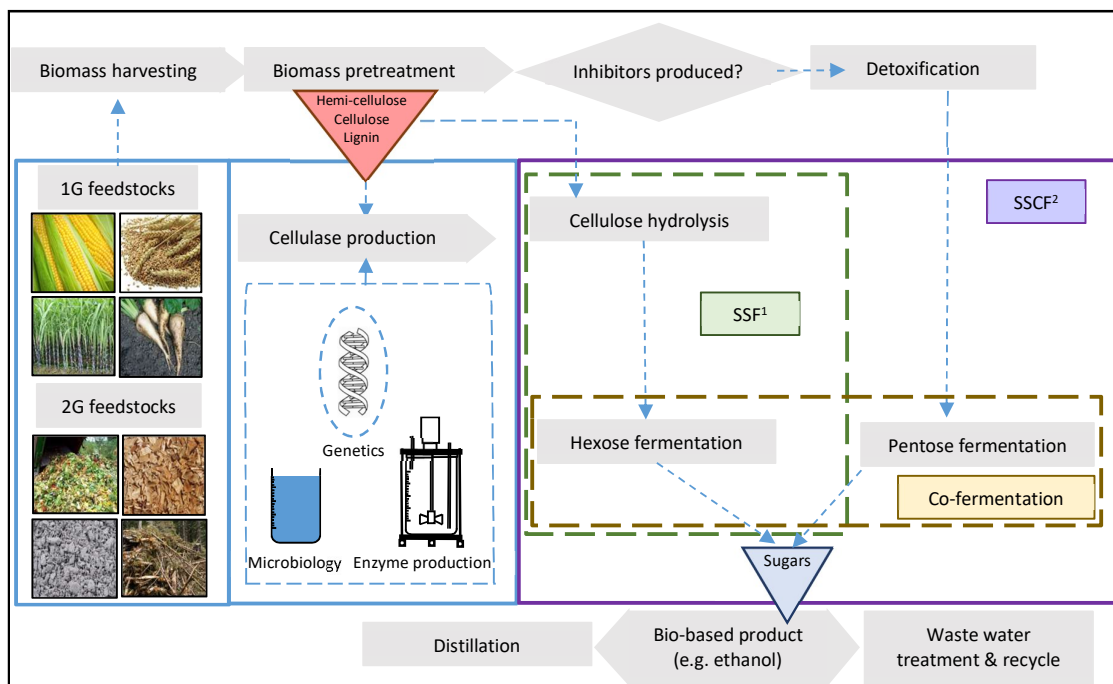 Biomass harvesting
Biomass pretreatment
Inhibitors produced?
Detoxification
Hemi-cellulose
Cellulose
Lignin
1G feedstocks
Cellulase production
Cellulose hydrolysis
SSCF²
SSF¹
2G feedstocks
Genetics
Hexose fermentation
Pentose fermentation
Co-fermentation
Microbiology
Enzyme production
Sugars
Distillation
Bio-based product
(e.g. ethanol)
Waste water
treatment & recycle